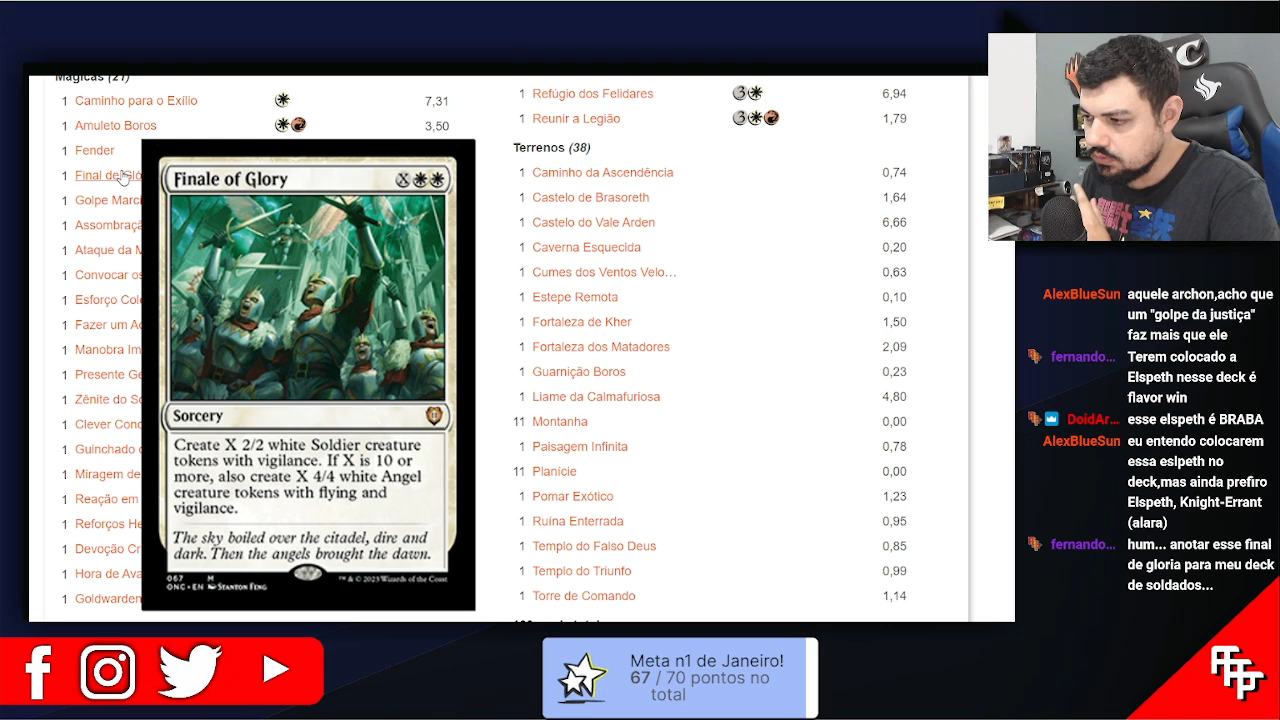 Mágicas (27)
1 Caminho para o Exílio 7,31
1 Amuleto Boros 3,50
1 Fender
1 Final de Gló
1 Golpe Marci
1 Assombraçã
1 Ataque da M
1 Convocar os
1 Esforço Cole
1 Fazer um Ac
1 Manobra Im
1 Presente Ge
1 Zênite do So
1 Clever Conc
1 Guinchado d
1 Miragem de
1 Reação em
1 Reforços He
1 Devoção Cr
1 Hora de Ava
1 Goldwarden
Finale of Glory X
Sorcery
Create X 2/2 white Soldier creature
tokens with vigilance. If X is 10 or
more, also create X 4/4 white Angel
creature tokens with flying and
vigilance.
The sky boiled over the citadel, dire and
dark. Then the angels brought the dawn.
067 M
ONC • EN STANTON FENG
™ & © 2023 Wizards of the Coast
1 Refúgio dos Felidares 3 6,94
1 Reunir a Legião 3 1,79
Terrenos (38)
1 Caminho da Ascendência 0,74
1 Castelo de Brasoreth 1,64
1 Castelo do Vale Arden 6,66
1 Caverna Esquecida 0,20
1 Cumes dos Ventos Velo… 0,63
1 Estepe Remota 0,10
1 Fortaleza de Kher 1,50
1 Fortaleza dos Matadores 2,09
1 Guarnição Boros 0,23
1 Liame da Calmafuriosa 4,80
11 Montanha 0,00
1 Paisagem Infinita 0,78
11 Planície 0,00
1 Pomar Exótico 1,23
1 Ruína Enterrada 0,95
1 Templo do Falso Deus 0,85
1 Templo do Triunfo 0,99
1 Torre de Comando 1,14
AlexBlueSun aquele archon,acho que
um "golpe da justiça"
faz mais que ele
fernando... Terem colocado a
Elspeth nesse deck é
flavor win
DoidAr... esse elspeth é BRABA
AlexBlueSun eu entendo colocarem
essa eslpeth no
deck,mas ainda prefiro
Elspeth, Knight-Errant
(alara)
fernando... hum... anotar esse final
de gloria para meu deck
de soldados...
Meta n1 de Janeiro!
67 / 70 pontos no
total